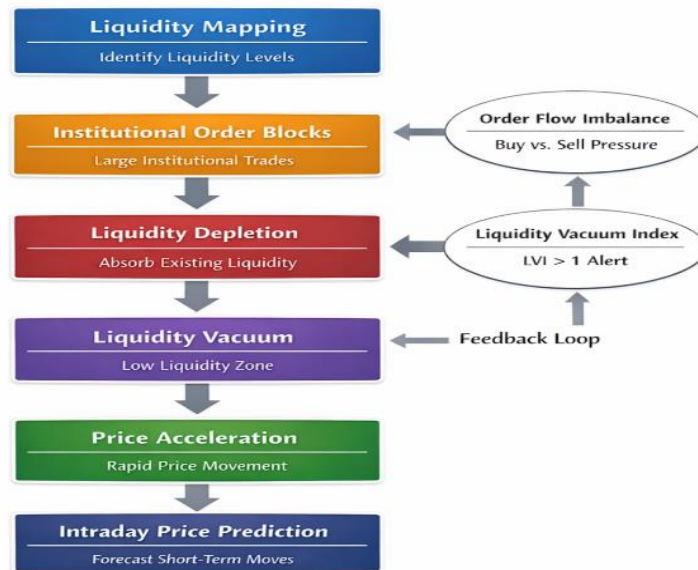 Liquidity Mapping
Identify Liquidity Levels
Institutional Order Blocks
Large Institutional Trades
Order Flow Imbalance
Buy vs. Sell Pressure
Liquidity Depletion
Absorb Existing Liquidity
Liquidity Vacuum Index
LVI > 1 Alert
Liquidity Vacuum
Low Liquidity Zone
Feedback Loop
Price Acceleration
Rapid Price Movement
Intraday Price Prediction
Forecast Short-Term Moves